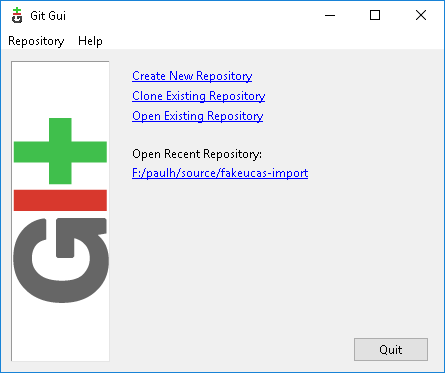 Git Gui
Repository Help
Create New Repository
Clone Existing Repository
Open Existing Repository
Open Recent Repository:
F:/paulh/source/fakeucas-import
Git
Quit